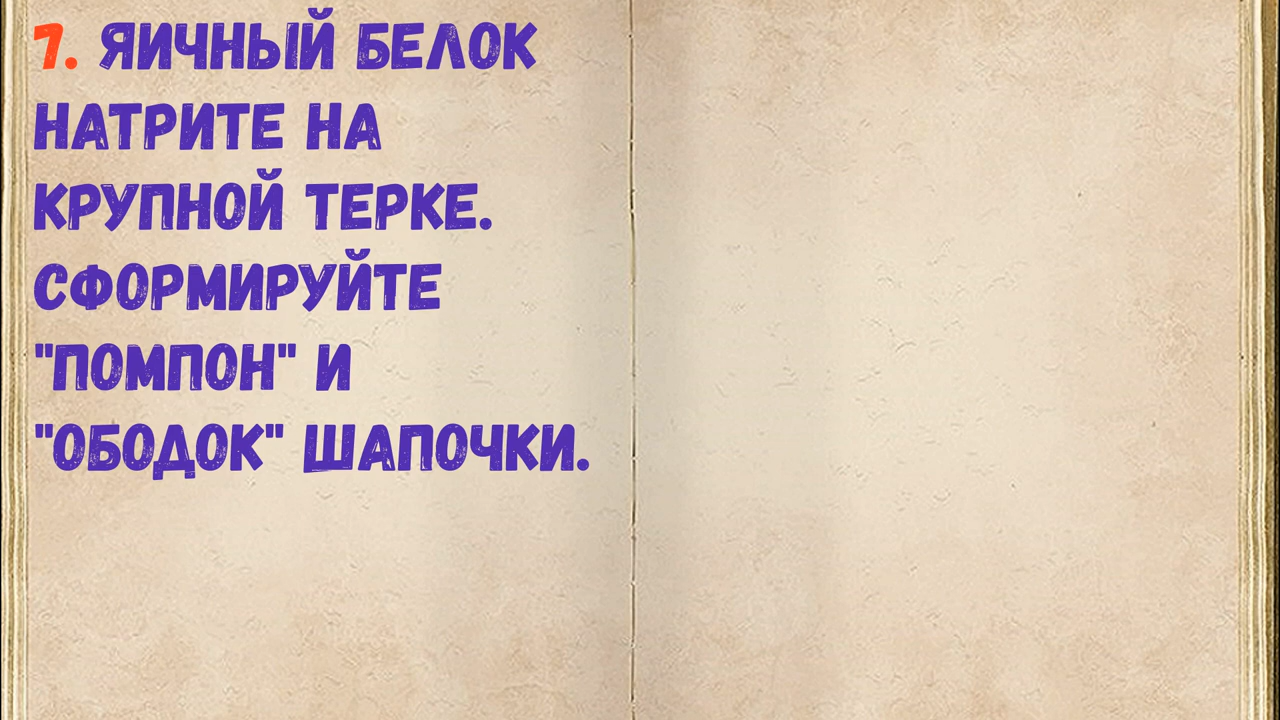 7. ЯИЧНЫЙ БЕЛОК
НАТРИТЕ НА
КРУПНОЙ ТЕРКЕ.
СФОРМИРУЙТЕ
"ПОМПОН" И
"ОБОДОК" ШАПОЧКИ.